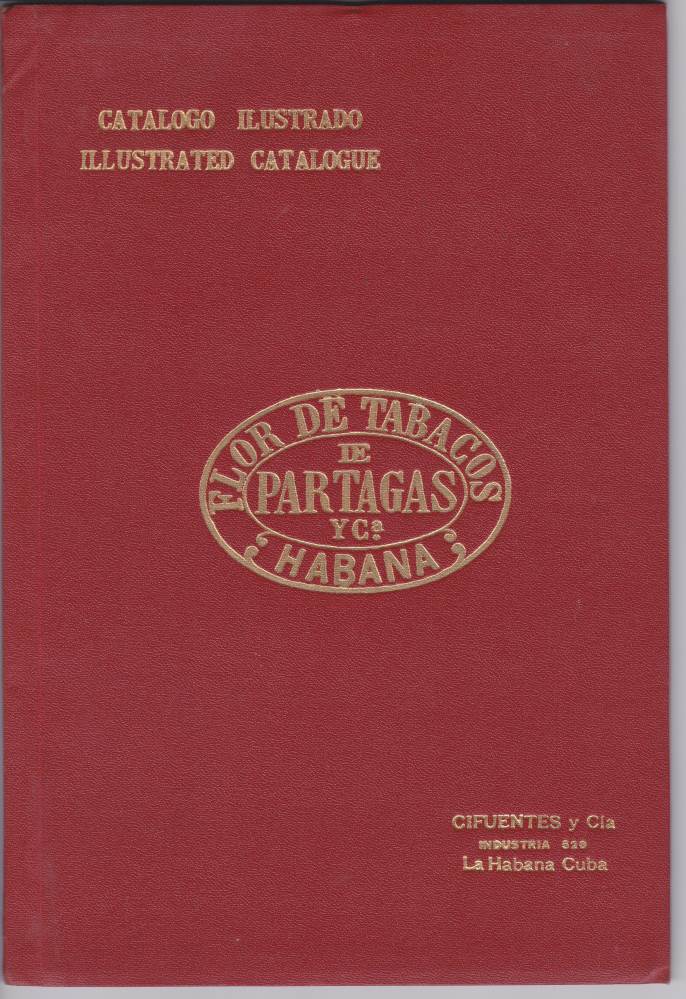 CATALOGO ILUSTRADO
ILLUSTRATED CATALOGUE
FLOR DE TABACOS
DE
PARTAGAS
Y Cª.
HABANA
CIFUENTES y Cía
INDUSTRIA 520
La Habana Cuba